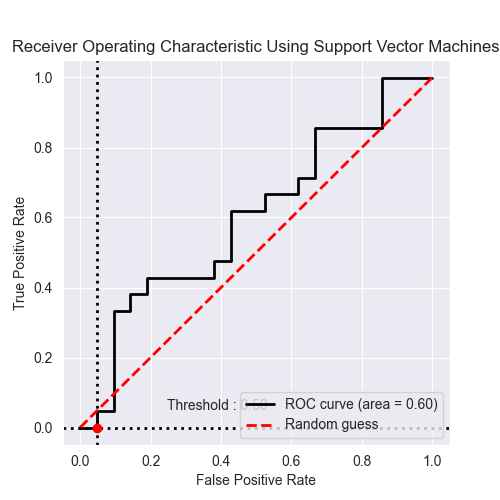 Receiver Operating Characteristic Using Support Vector Machines
True Positive Rate
1.0
0.8
0.6
0.4
0.2
0.0
Threshold : 0.50
ROC curve (area = 0.60)
Random guess
0.0 0.2 0.4 0.6 0.8 1.0
False Positive Rate